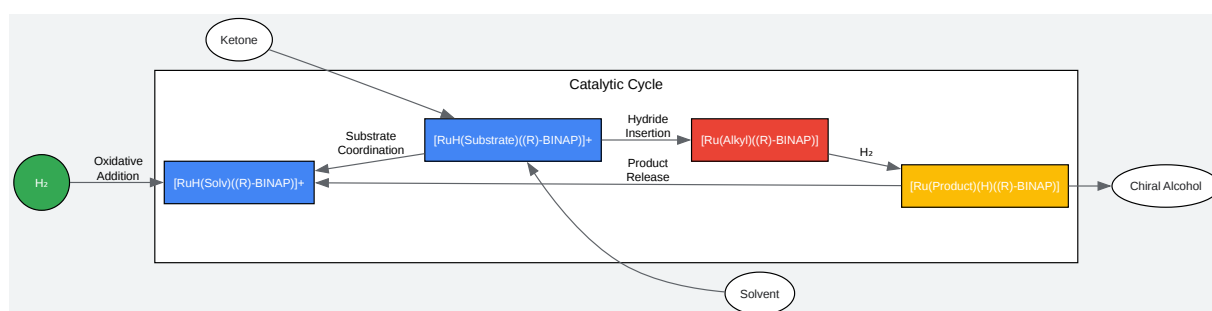 Ketone
Catalytic Cycle
Substrate
Coordination
[RuH(Substrate)((R)-BINAP)]+
Hydride
Insertion
[Ru(Alkyl)((R)-BINAP)]
H₂
Oxidative
Addition
H₂
[RuH(Solv)((R)-BINAP)]+
Product
Release
[Ru(Product)(H)((R)-BINAP)]
Chiral Alcohol
Solvent